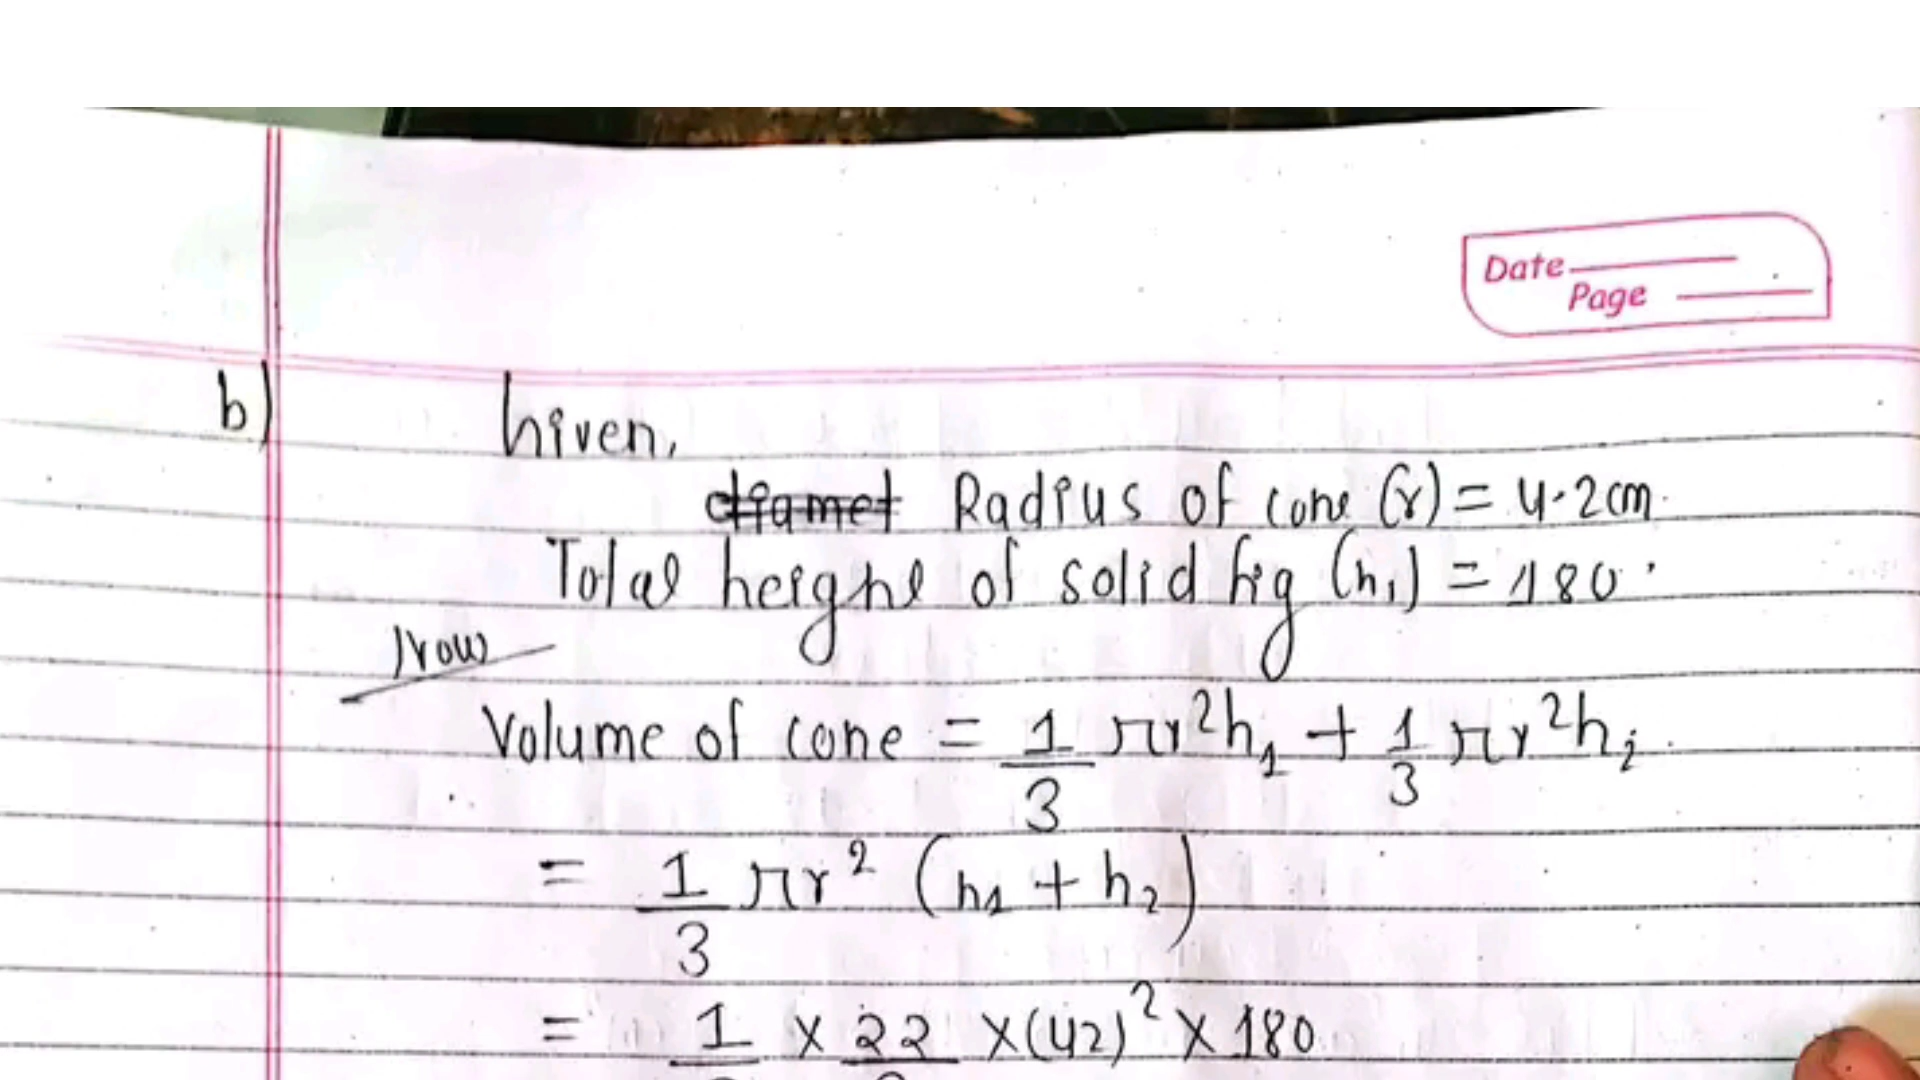 Date
Page
b) Given,
diamet Radius of cone (r) = 4.2cm.
Total height of solid fig (h₁) = 180.
Now
Volume of cone = 1/3 πr²h₁ + 1/3 πr²h₂.
= 1/3 πr² (h₁ + h₂)
= 1 × 22 ×(42)² × 180